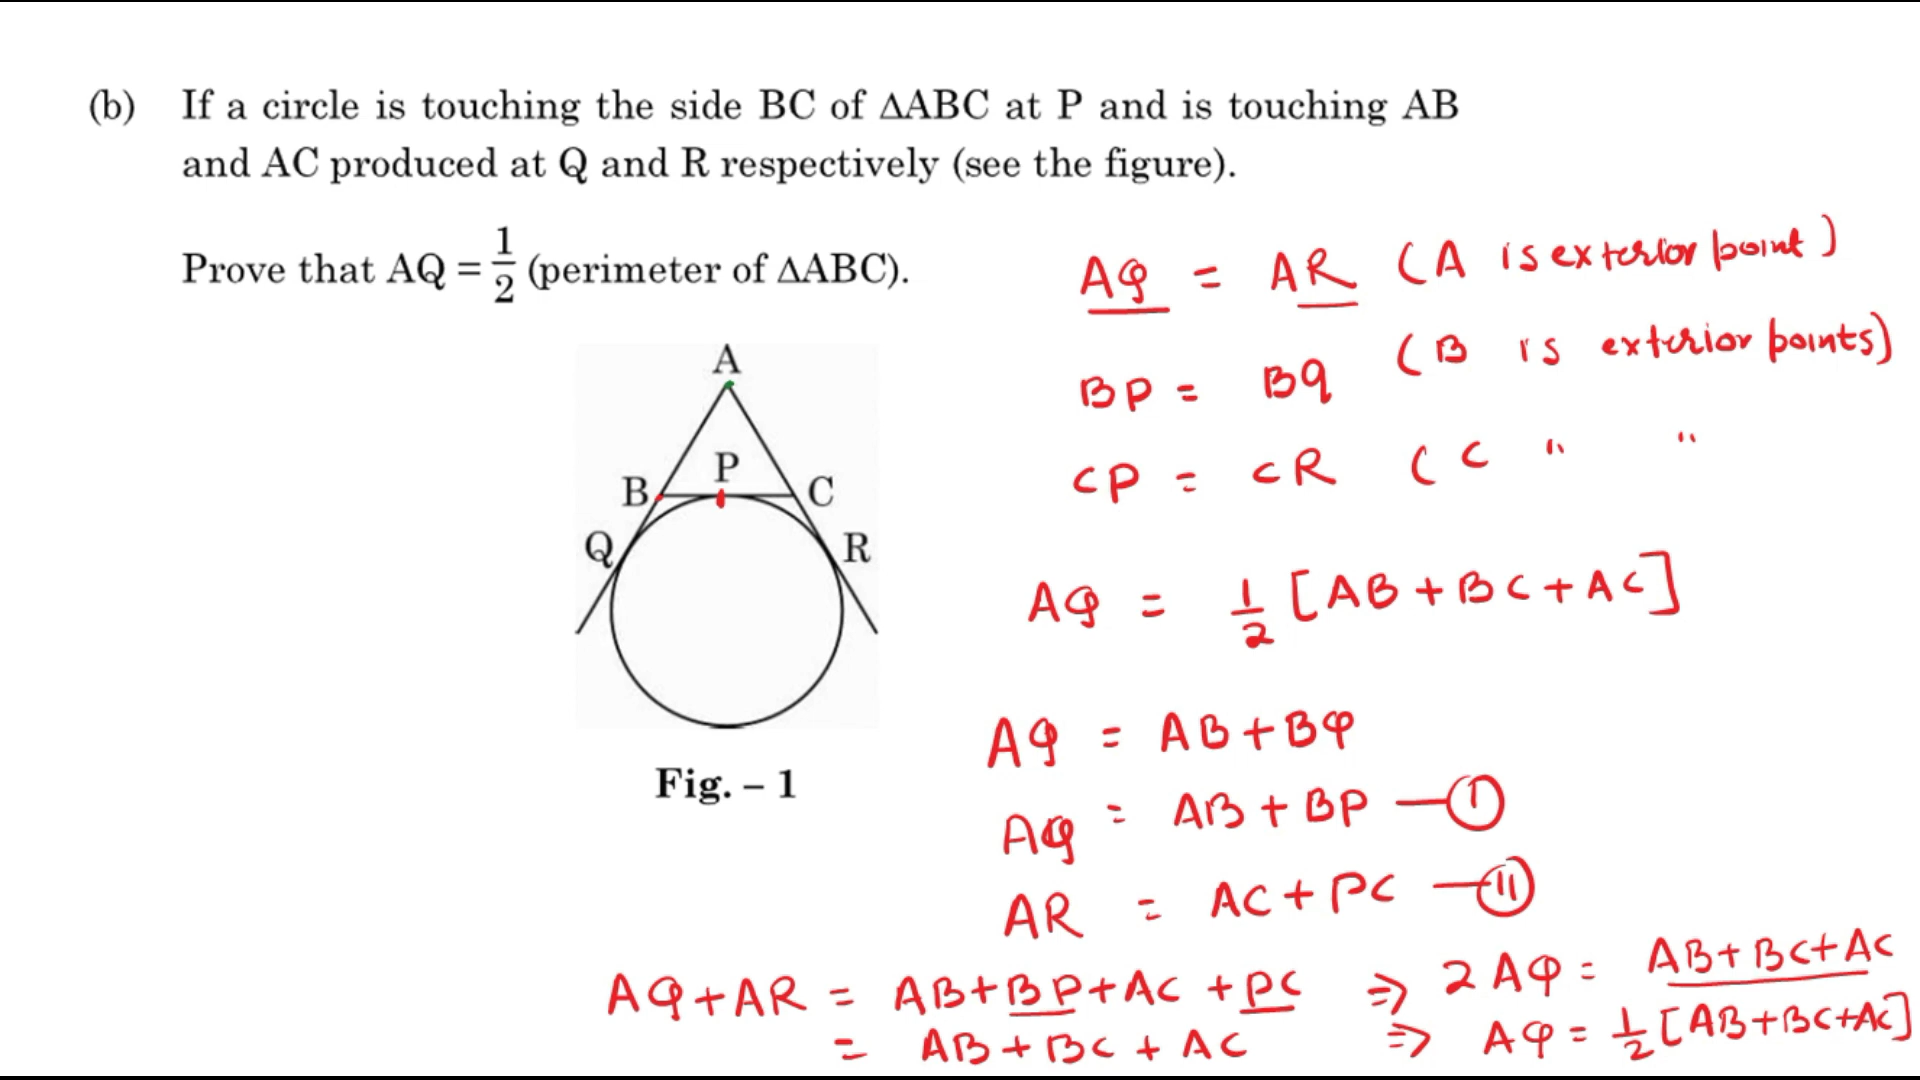 (b) If a circle is touching the side BC of ΔABC at P and is touching AB
and AC produced at Q and R respectively (see the figure).
Prove that AQ = 1/2 (perimeter of ΔABC).
A
P
B
C
Q
R
Fig. – 1
AQ = AR (A is exterior point)
BP = BQ (B is exterior points)
CP = CR (C " "
AQ = 1/2 [AB + BC + AC]
AQ = AB + BQ
AQ = AB + BP — I
AR = AC + PC — II
AQ + AR = AB + BP + AC + PC ⇒ 2AQ = AB + BC + AC
= AB + BC + AC ⇒ AQ = 1/2 [AB + BC + AC]